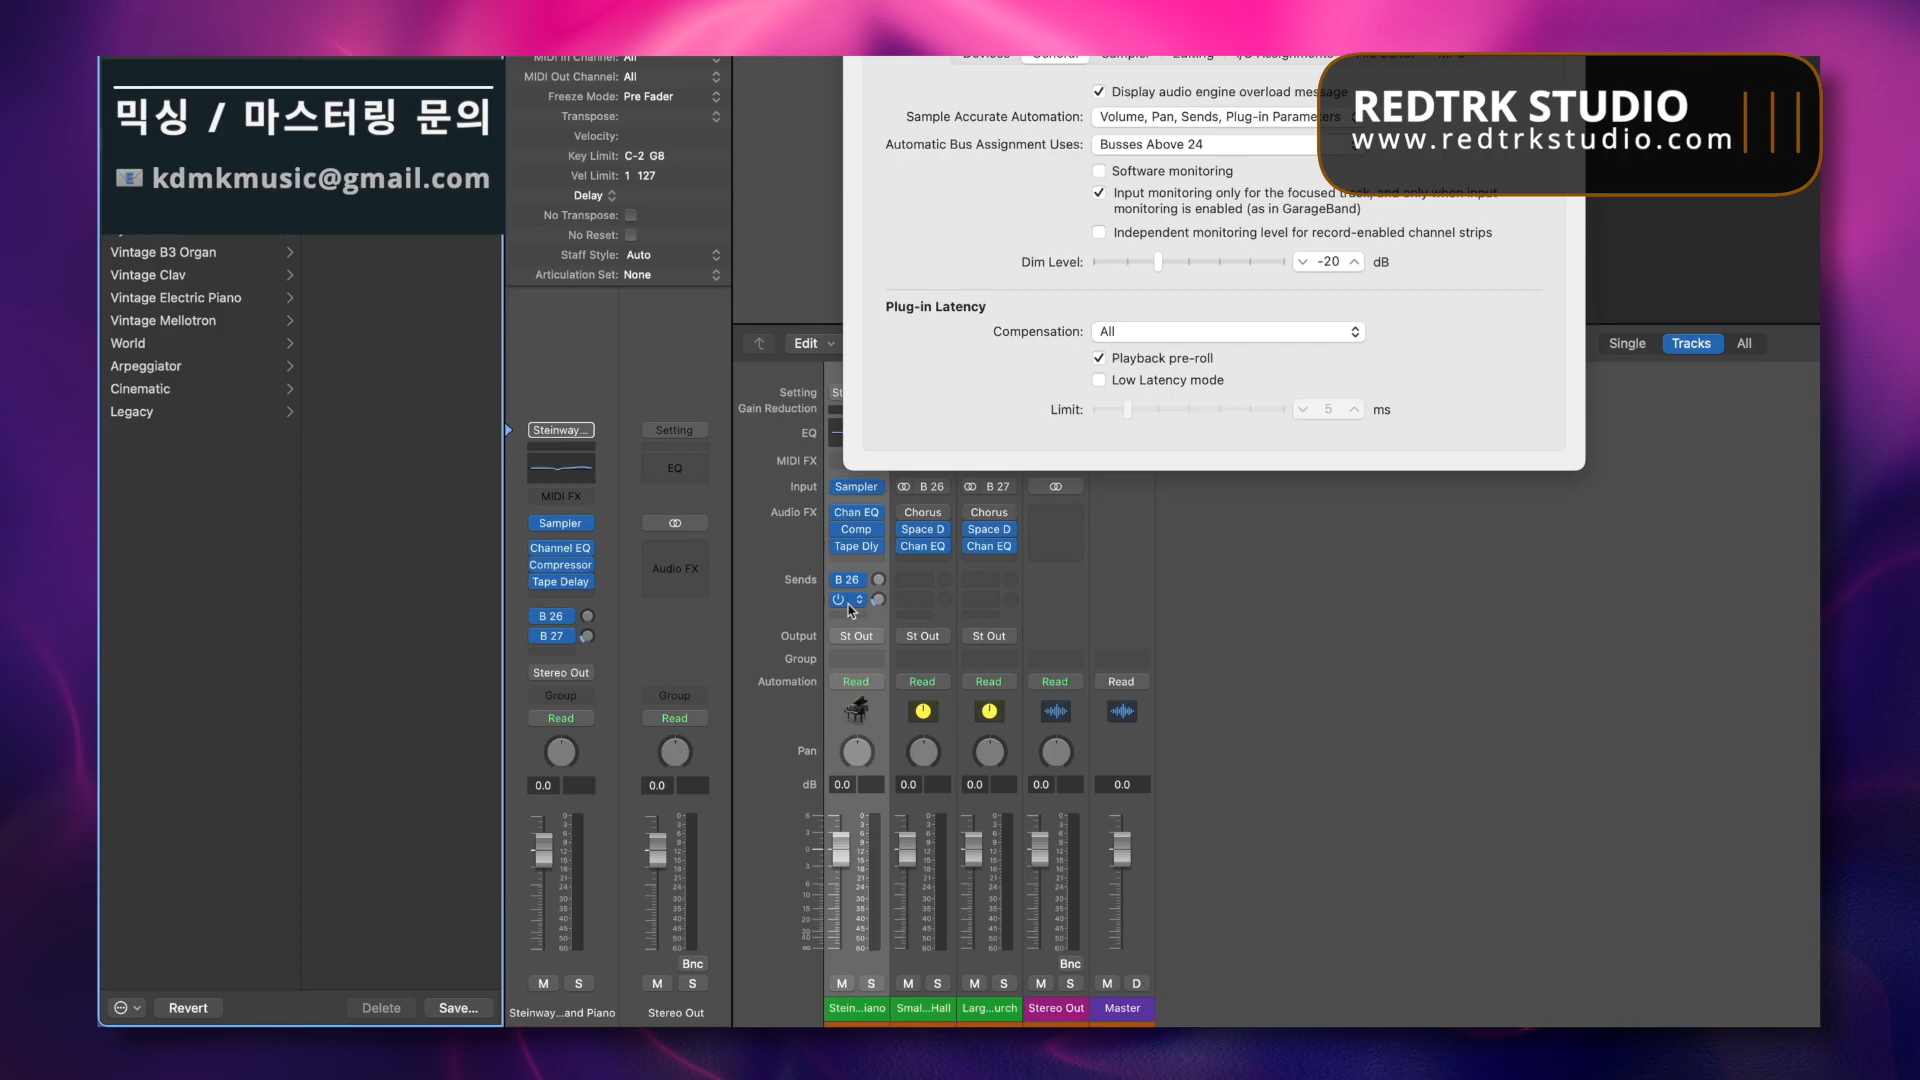 믹싱 / 마스터링 문의
kdmkmusic@gmail.com
REDTRK STUDIO
www.redtrkstudio.com
Vintage B3 Organ
Vintage Clav
Vintage Electric Piano
Vintage Mellotron
World
Arpeggiator
Cinematic
Legacy
Revert
Delete
Save...
MIDI In Channel: All
MIDI Out Channel: All
Freeze Mode: Pre Fader
Transpose:
Velocity:
Key Limit: C-2 G8
Vel Limit: 1 127
Delay
No Transpose:
No Reset:
Staff Style: Auto
Articulation Set: None
Steinway...
MIDI FX
Sampler
Channel EQ
Compressor
Tape Delay
B 26
B 27
Stereo Out
Group
Read
0.0
M S
Steinway...and Piano
Setting
EQ
Audio FX
Group
Read
0.0
Bnc
M S
Stereo Out
Display audio engine overload message
Sample Accurate Automation: Volume, Pan, Sends, Plug-in Parameters
Automatic Bus Assignment Uses: Busses Above 24
Software monitoring
Input monitoring only for the focused track, and only when input
monitoring is enabled (as in GarageBand)
Independent monitoring level for record-enabled channel strips
Dim Level: -20 dB
Plug-in Latency
Compensation: All
Playback pre-roll
Low Latency mode
Limit: 5 ms
Edit
Single Tracks All
Setting St
Gain Reduction
EQ
MIDI FX
Input Sampler B 26 B 27
Audio FX Chan EQ Chorus Chorus
Comp Space D Space D
Tape Dly Chan EQ Chan EQ
Sends B 26
Output St Out St Out St Out
Group
Automation Read Read Read Read Read
Pan
dB 0.0 0.0 0.0 0.0 0.0
Bnc
M S M S M S M S M D
Stein...iano Smal...Hall Larg...urch Stereo Out Master